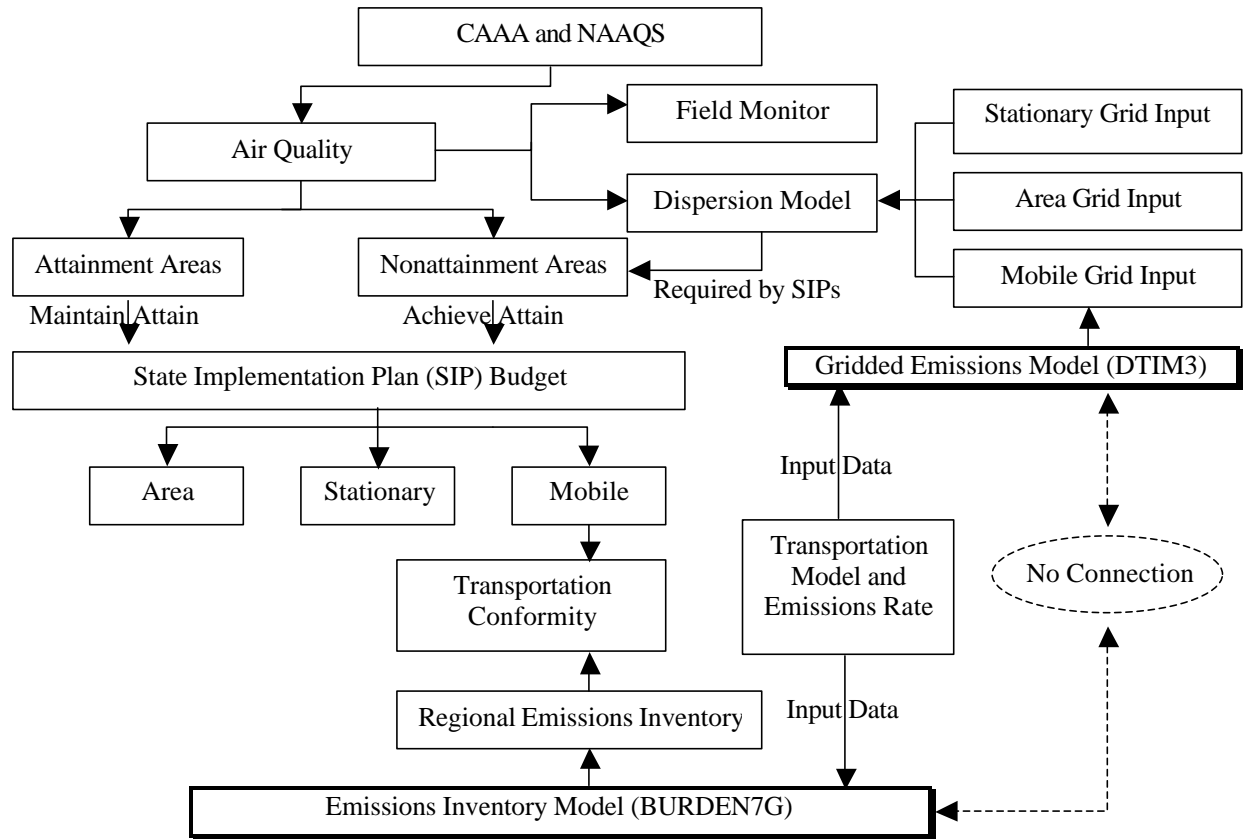 CAAA and NAAQS
Field Monitor
Stationary Grid Input
Air Quality
Dispersion Model
Area Grid Input
Attainment Areas
Nonattainment Areas
Mobile Grid Input
Required by SIPs
Maintain Attain
Achieve Attain
State Implementation Plan (SIP) Budget
Gridded Emissions Model (DTIM3)
Area
Stationary
Mobile
Input Data
Transportation
Model and
Emissions Rate
No Connection
Transportation
Conformity
Regional Emissions Inventory
Input Data
Emissions Inventory Model (BURDEN7G)